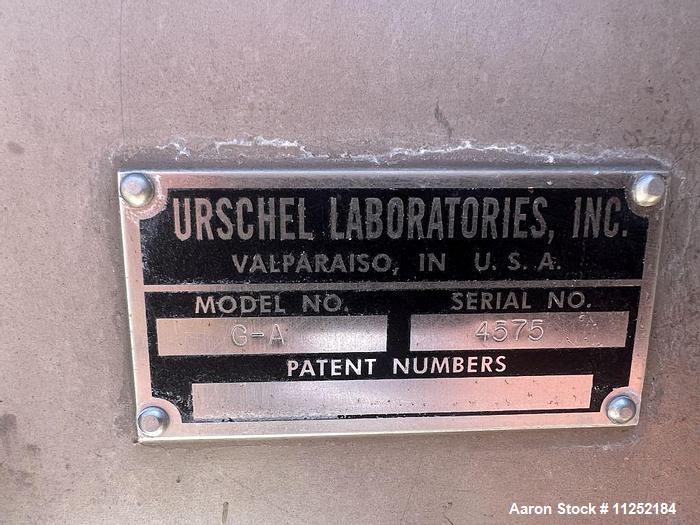 URSCHEL LABORATORIES, INC.
VALPARAISO, IN U.S.A.
MODEL NO. SERIAL NO.
G-A 4575
PATENT NUMBERS
Aaron Stock # 11252184